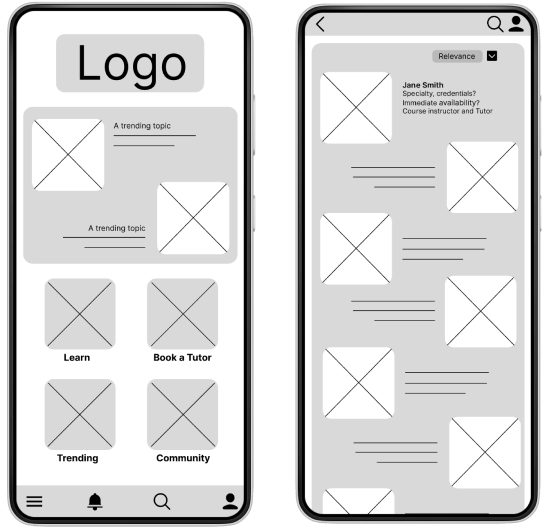 Logo
A trending topic
A trending topic
Learn
Book a Tutor
Trending
Community
Relevance
Jane Smith
Specialty, credentials?
Immediate availability?
Course instructor and Tutor